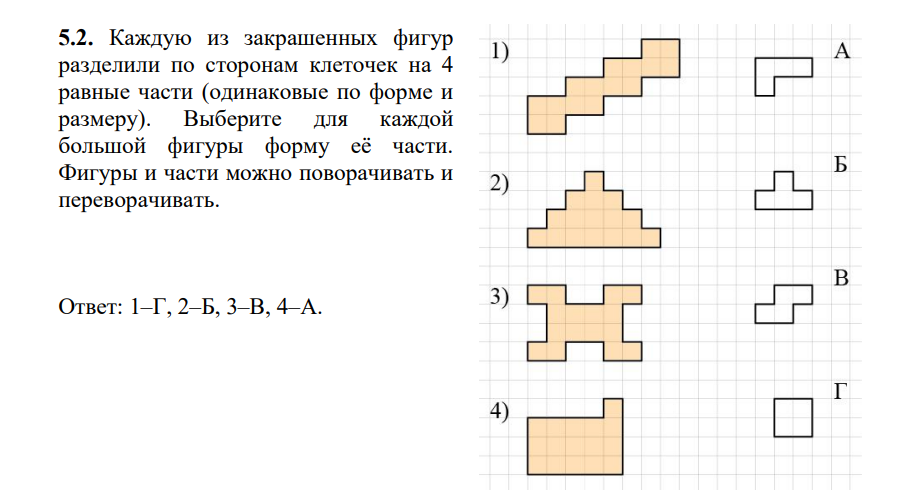 5.2. Каждую из закрашенных фигур
разделили по сторонам клеточек на 4
равные части (одинаковые по форме и
размеру). Выберите для каждой
большой фигуры форму её части.
Фигуры и части можно поворачивать и
переворачивать.
Ответ: 1–Г, 2–Б, 3–В, 4–А.
1)
А
2)
Б
3)
В
4)
Г